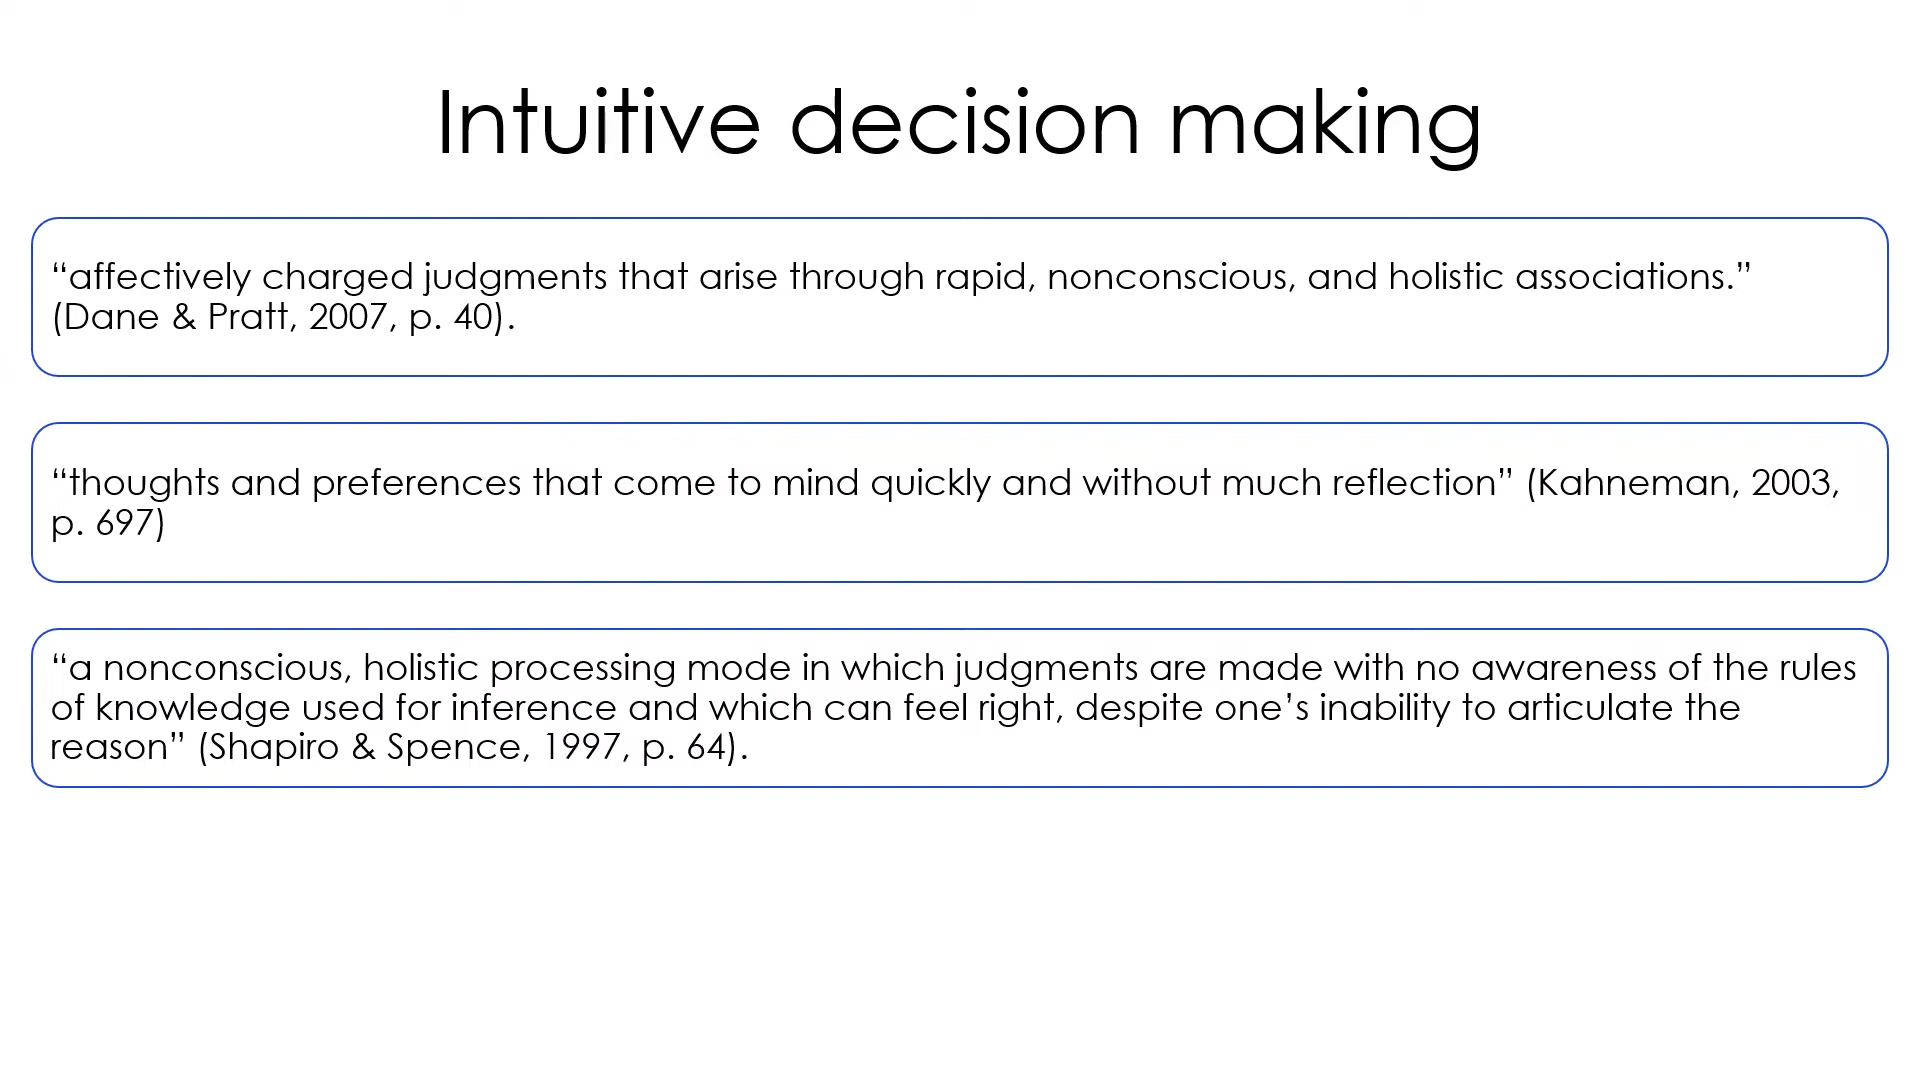 Intuitive decision making
“affectively charged judgments that arise through rapid, nonconscious, and holistic associations.”
(Dane & Pratt, 2007, p. 40).
“thoughts and preferences that come to mind quickly and without much reflection” (Kahneman, 2003,
p. 697)
“a nonconscious, holistic processing mode in which judgments are made with no awareness of the rules
of knowledge used for inference and which can feel right, despite one’s inability to articulate the
reason” (Shapiro & Spence, 1997, p. 64).